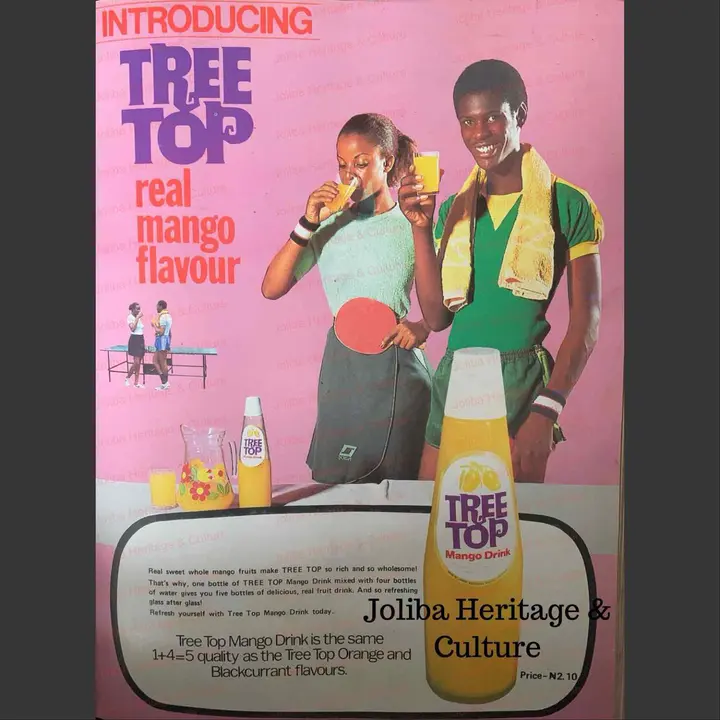 INTRODUCING
TREE
TOP
real
mango
flavour
TREE
TOP
TREE
TOP
Mango Drink
Real sweet whole mango fruits make TREE TOP so rich and so wholesome!
That's why, one bottle of TREE TOP Mango Drink mixed with four bottles
of water gives you five bottles of delicious, real fruit drink. And so refreshing
glass after glass!
Refresh yourself with Tree Top Mango Drink today.
Joliba Heritage &
Culture
Tree Top Mango Drink is the same
1+4=5 quality as the Tree Top Orange and
Blackcurrant flavours.
Price-₦2.10